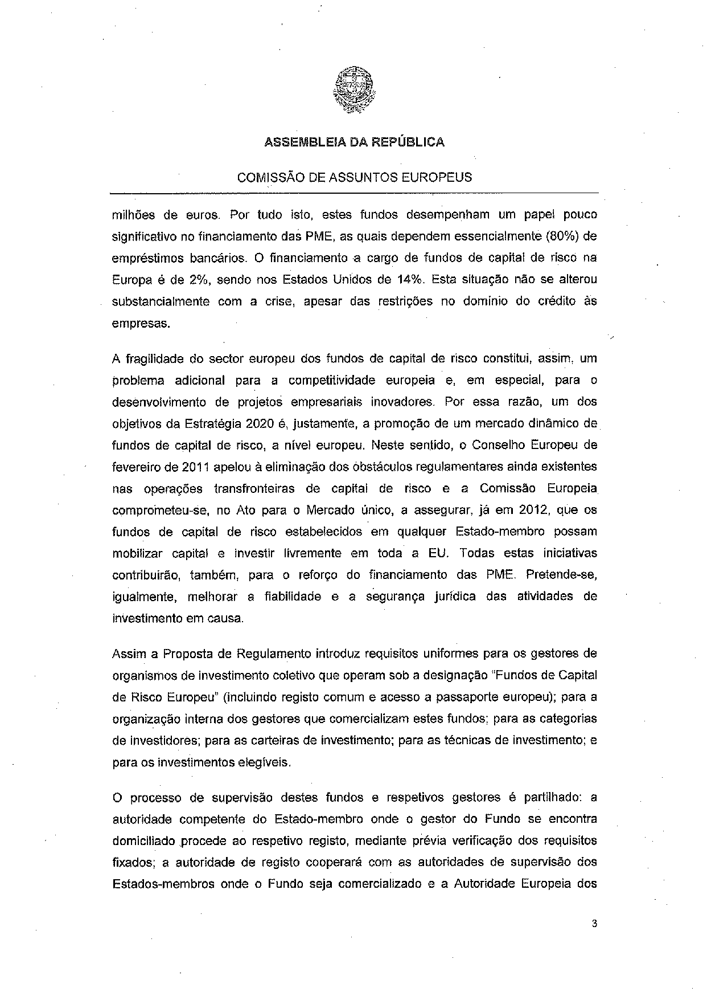 ASSEMBLEIA DA REPÚBLICA
COMISSÃO DE ASSUNTOS EUROPEUS
milhões de euros. Por tudo isto, estes fundos desempenham um papel pouco
significativo no financiamento das PME, as quais dependem essencialmente (80%) de
empréstimos bancários. O financiamento a cargo de fundos de capital de risco na
Europa é de 2%, sendo nos Estados Unidos de 14%. Esta situação não se alterou
substancialmente com a crise, apesar das restrições no domínio do crédito às
empresas.
A fragilidade do sector europeu dos fundos de capital de risco constitui, assim, um
problema adicional para a competitividade europeia e, em especial, para o
desenvolvimento de projetos empresariais inovadores. Por essa razão, um dos
objetivos da Estratégia 2020 é, justamente, a promoção de um mercado dinâmico de
fundos de capital de risco, a nível europeu. Neste sentido, o Conselho Europeu de
fevereiro de 2011 apelou à eliminação dos obstáculos regulamentares ainda existentes
nas operações transfronteiras de capital de risco e a Comissão Europeia
comprometeu-se, no Ato para o Mercado único, a assegurar, já em 2012, que os
fundos de capital de risco estabelecidos em qualquer Estado-membro possam
mobilizar capital e investir livremente em toda a EU. Todas estas iniciativas
contribuirão, também, para o reforço do financiamento das PME. Pretende-se,
igualmente, melhorar a fiabilidade e a segurança jurídica das atividades de
investimento em causa.
Assim a Proposta de Regulamento introduz requisitos uniformes para os gestores de
organismos de investimento coletivo que operam sob a designação "Fundos de Capital
de Risco Europeu" (incluindo registo comum e acesso a passaporte europeu); para a
organização interna dos gestores que comercializam estes fundos; para as categorias
de investidores; para as carteiras de investimento; para as técnicas de investimento; e
para os investimentos elegíveis.
O processo de supervisão destes fundos e respetivos gestores é partilhado: a
autoridade competente do Estado-membro onde o gestor do Fundo se encontra
domiciliado procede ao respetivo registo, mediante prévia verificação dos requisitos
fixados; a autoridade de registo cooperará com as autoridades de supervisão dos
Estados-membros onde o Fundo seja comercializado e a Autoridade Europeia dos
3